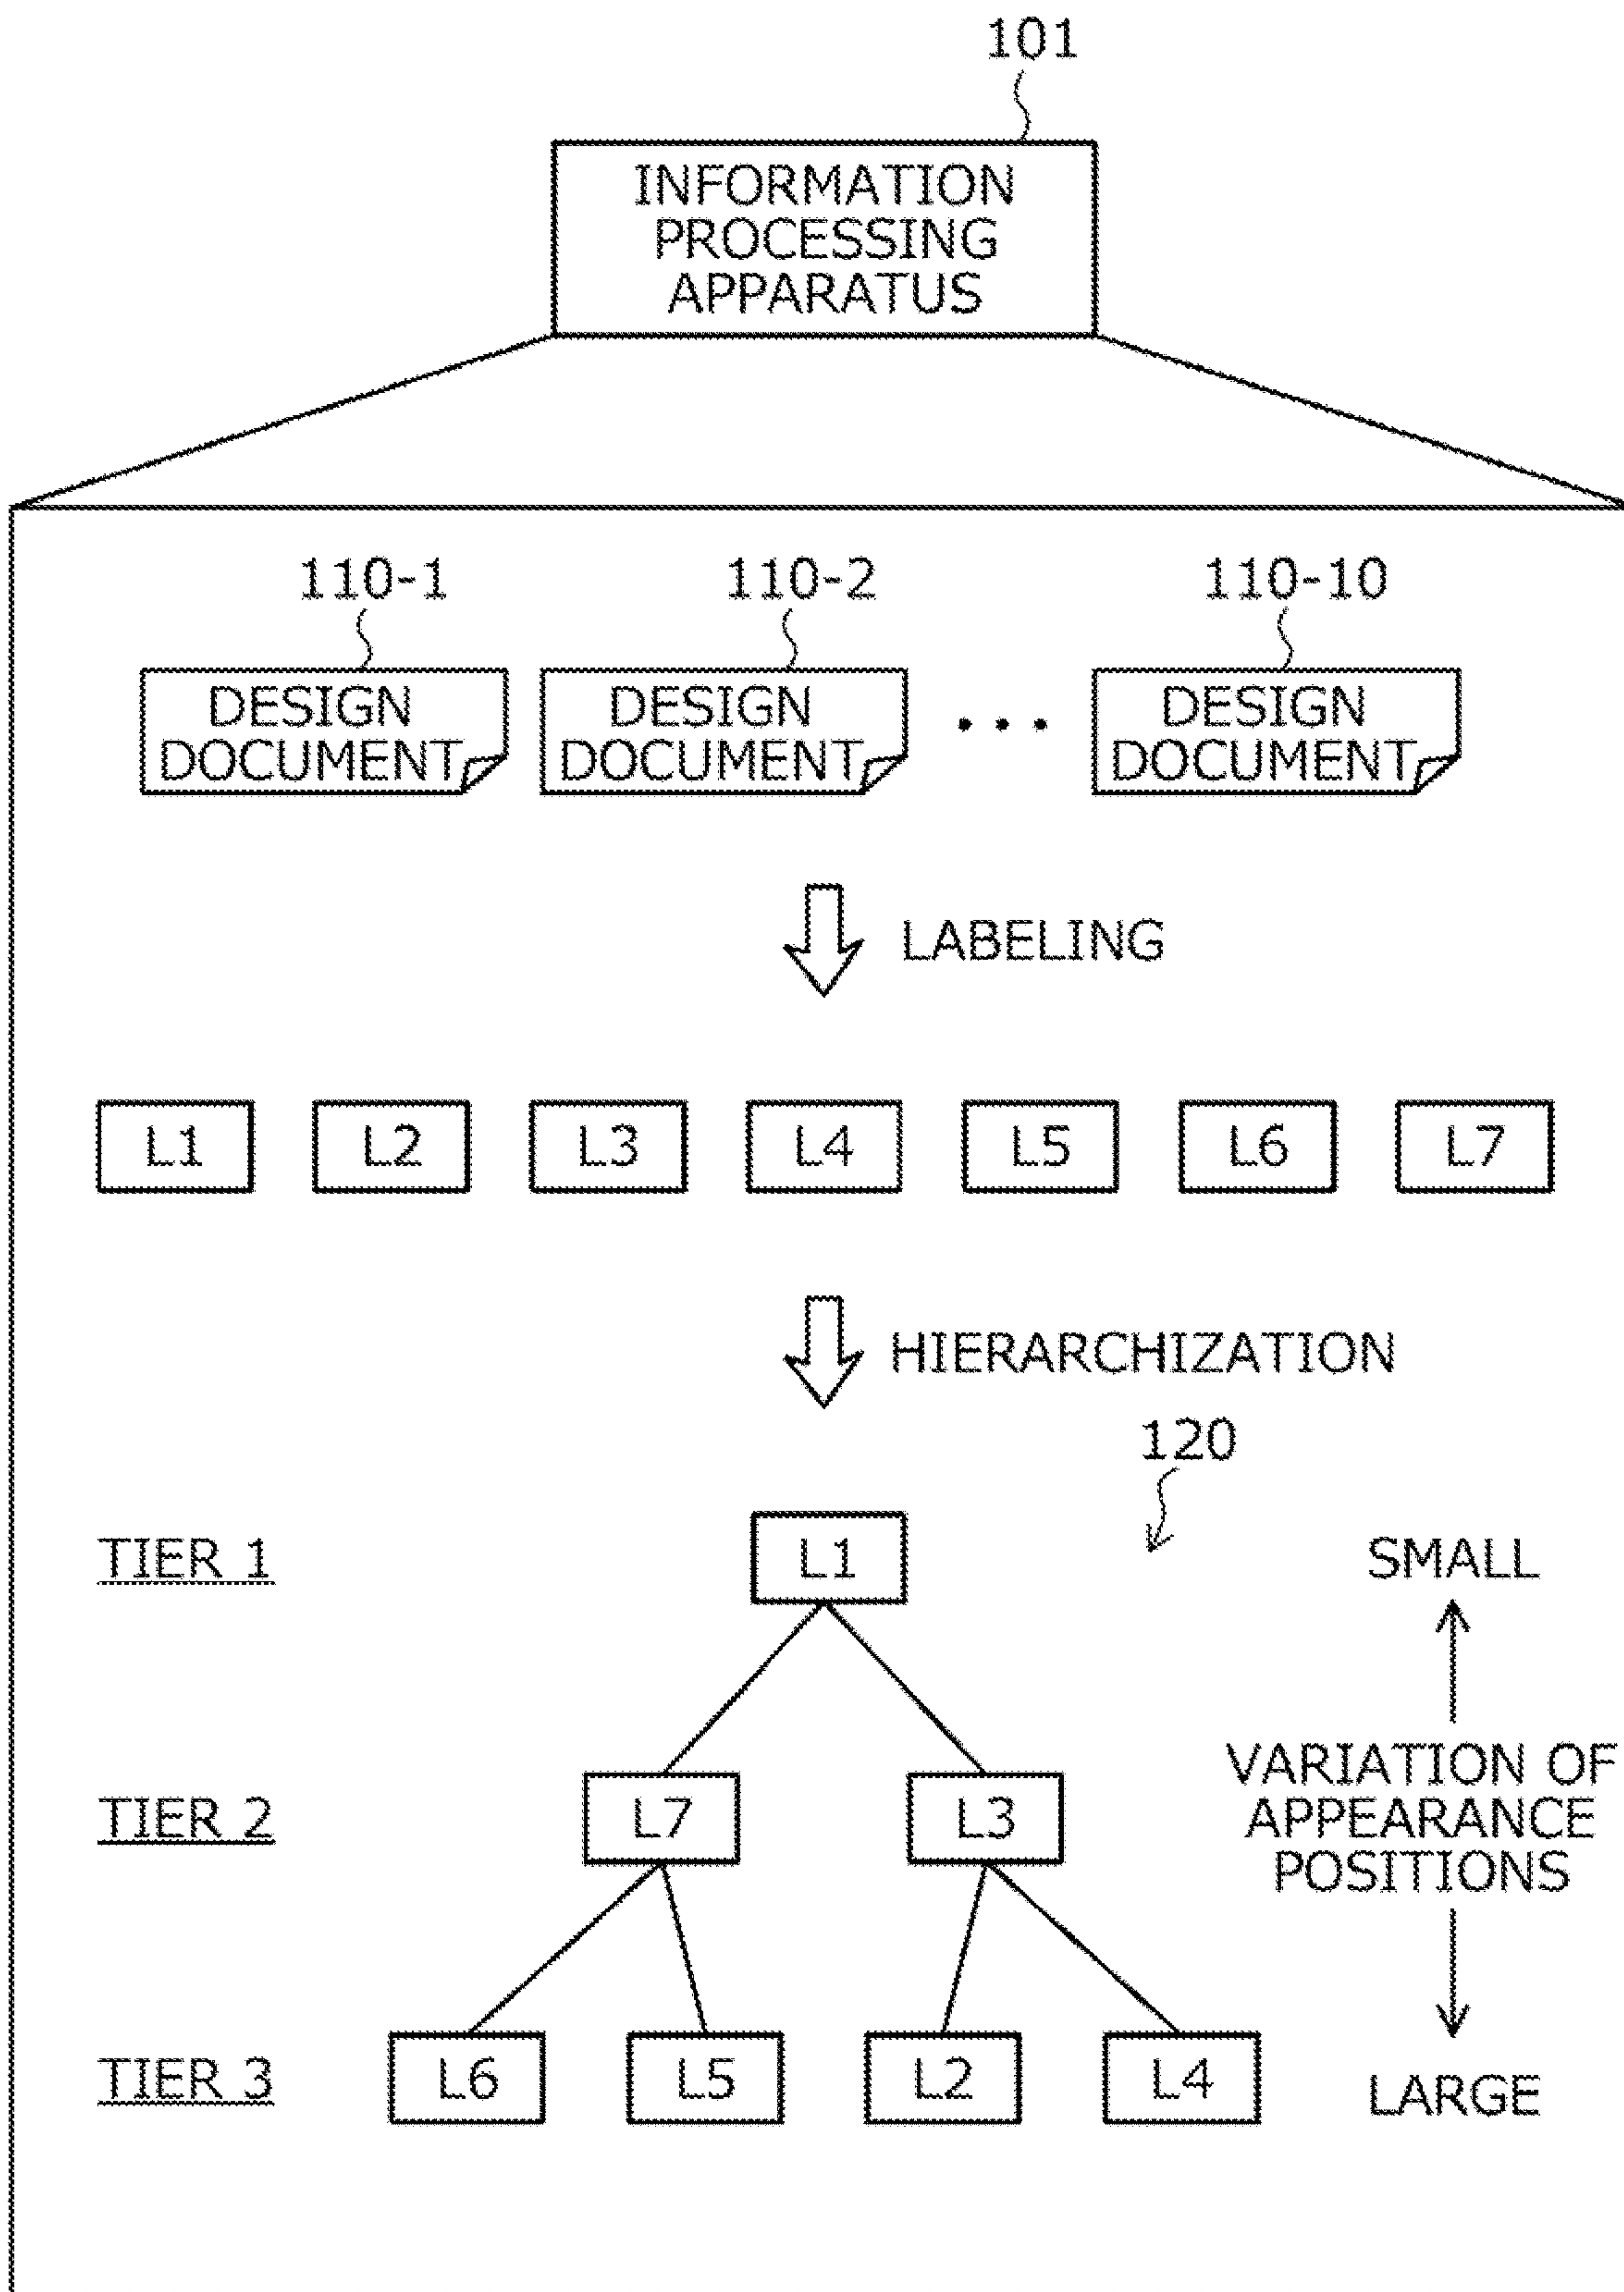 101
INFORMATION
PROCESSING
APPARATUS
110-1
110-2
110-10
DESIGN
DOCUMENT
DESIGN
DOCUMENT
DESIGN
DOCUMENT
LABELING
L1
L2
L3
L4
L5
L6
L7
HIERARCHIZATION
120
TIER 1
L1
SMALL
TIER 2
L7
L3
VARIATION OF
APPEARANCE
POSITIONS
TIER 3
L6
L5
L2
L4
LARGE